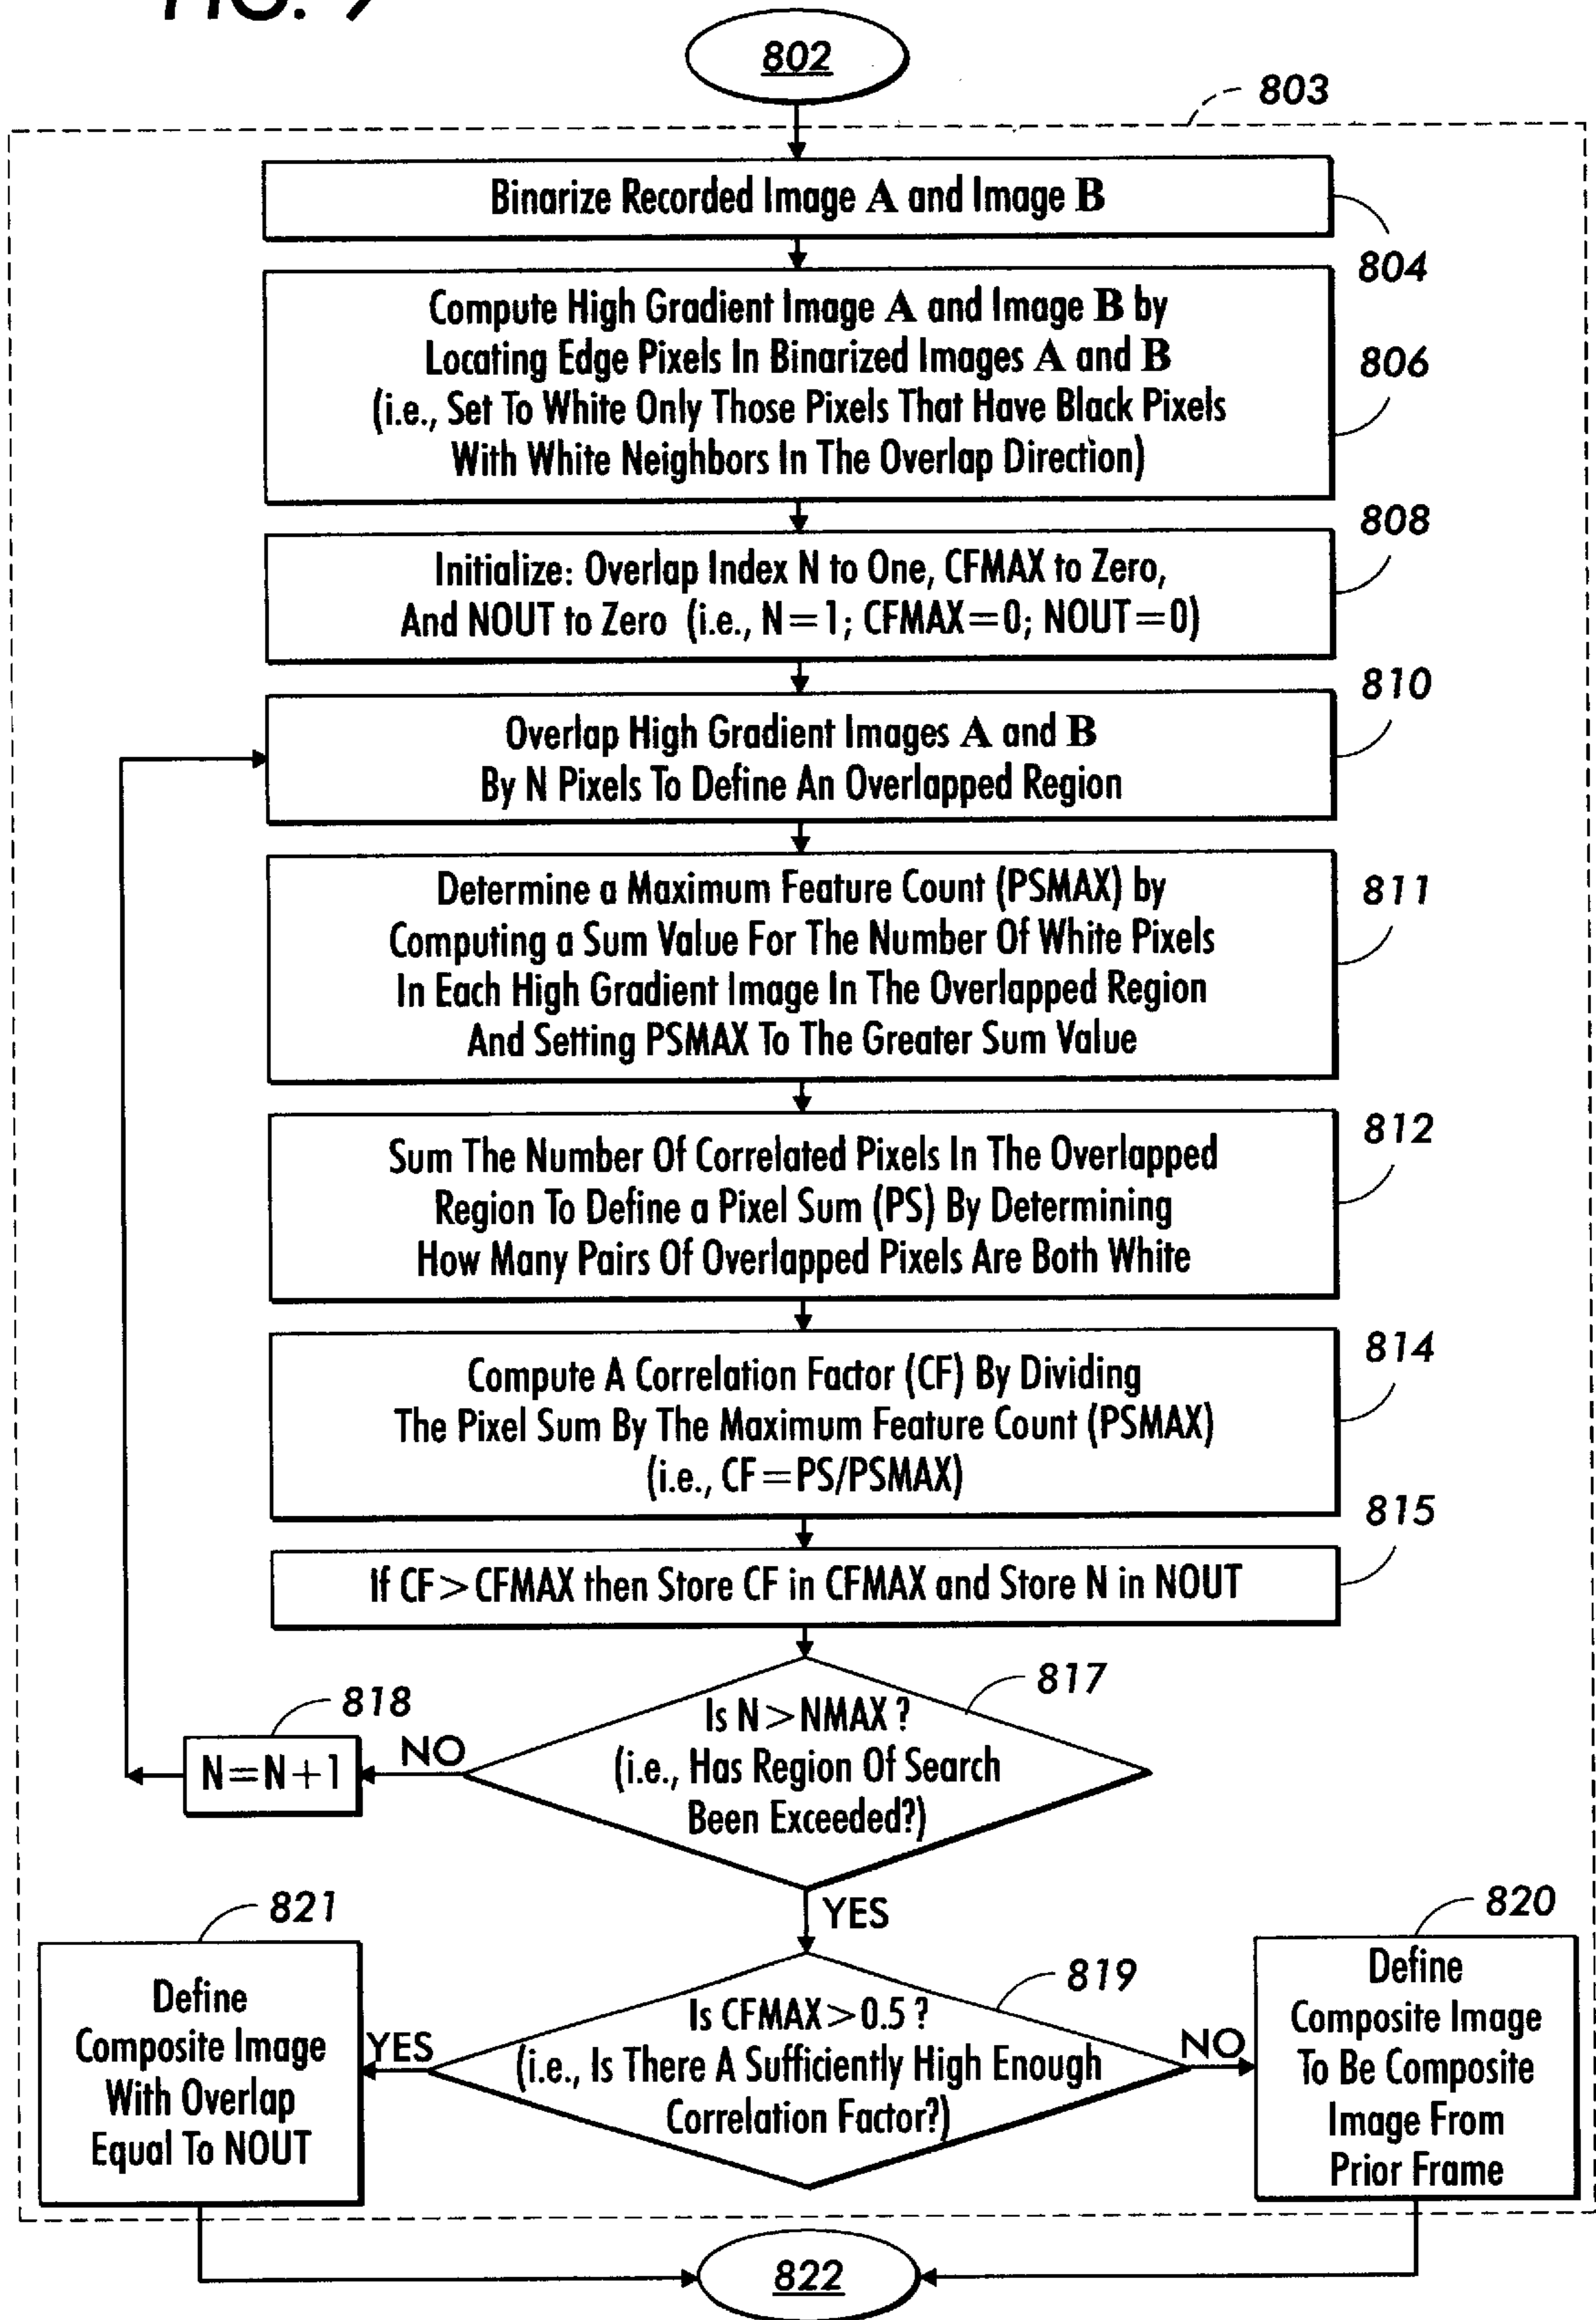 802
803
Binarize Recorded Image A and Image B
804
Compute High Gradient Image A and Image B by
Locating Edge Pixels In Binarized Images A and B
(i.e., Set To White Only Those Pixels That Have Black Pixels
With White Neighbors In The Overlap Direction)
806
808
Initialize: Overlap Index N to One, CFMAX to Zero,
And NOUT to Zero (i.e., N=1; CFMAX=0; NOUT=0)
810
Overlap High Gradient Images A and B
By N Pixels To Define An Overlapped Region
811
Determine a Maximum Feature Count (PSMAX) by
Computing a Sum Value For The Number Of White Pixels
In Each High Gradient Image In The Overlapped Region
And Setting PSMAX To The Greater Sum Value
812
Sum The Number Of Correlated Pixels In The Overlapped
Region To Define a Pixel Sum (PS) By Determining
How Many Pairs Of Overlapped Pixels Are Both White
814
Compute A Correlation Factor (CF) By Dividing
The Pixel Sum By The Maximum Feature Count (PSMAX)
(i.e., CF=PS/PSMAX)
815
If CF>CFMAX then Store CF in CFMAX and Store N in NOUT
817
Is N>NMAX?
(i.e., Has Region Of Search
Been Exceeded?)
818
NO
N=N+1
YES
821
820
Define
Composite Image
With Overlap
Equal To NOUT
YES
819
Is CFMAX>0.5?
(i.e., Is There A Sufficiently High Enough
Correlation Factor?)
NO
Define
Composite Image
To Be Composite
Image From
Prior Frame
822